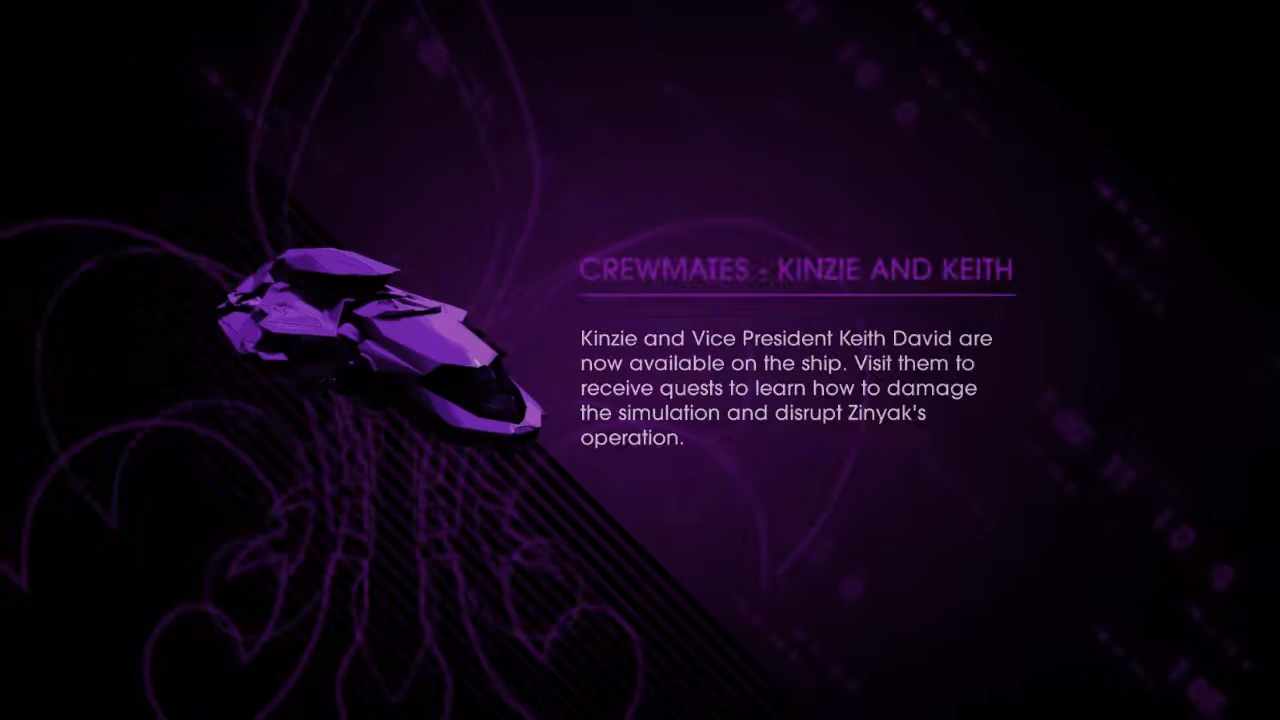 CREWMATES - KINZIE AND KEITH
Kinzie and Vice President Keith David are
now available on the ship. Visit them to
receive quests to learn how to damage
the simulation and disrupt Zinyak's
operation.